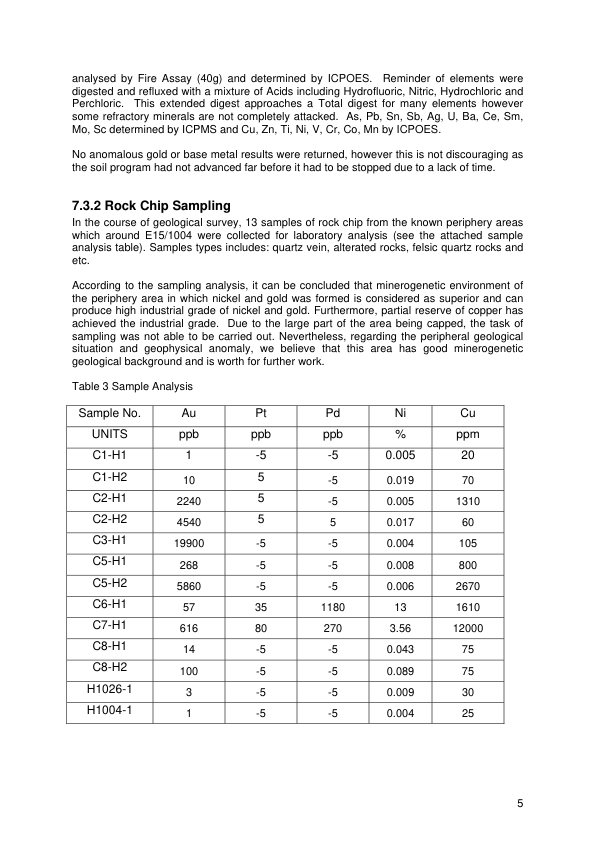 analysed by Fire Assay (40g) and determined by ICPOES. Reminder of elements were
digested and refluxed with a mixture of Acids including Hydrofluoric, Nitric, Hydrochloric and
Perchloric. This extended digest approaches a Total digest for many elements however
some refractory minerals are not completely attacked. As, Pb, Sn, Sb, Ag, U, Ba, Ce, Sm,
Mo, Sc determined by ICPMS and Cu, Zn, Ti, Ni, V, Cr, Co, Mn by ICPOES.
No anomalous gold or base metal results were returned, however this is not discouraging as
the soil program had not advanced far before it had to be stopped due to a lack of time.
7.3.2 Rock Chip Sampling
In the course of geological survey, 13 samples of rock chip from the known periphery areas
which around E15/1004 were collected for laboratory analysis (see the attached sample
analysis table). Samples types includes: quartz vein, alterated rocks, felsic quartz rocks and
etc.
According to the sampling analysis, it can be concluded that minerogenetic environment of
the periphery area in which nickel and gold was formed is considered as superior and can
produce high industrial grade of nickel and gold. Furthermore, partial reserve of copper has
achieved the industrial grade. Due to the large part of the area being capped, the task of
sampling was not able to be carried out. Nevertheless, regarding the peripheral geological
situation and geophysical anomaly, we believe that this area has good minerogenetic
geological background and is worth for further work.
Table 3 Sample Analysis
Sample No. Au Pt Pd Ni Cu
UNITS ppb ppb ppb % ppm
C1-H1 1 -5 -5 0.005 20
C1-H2 10 5 -5 0.019 70
C2-H1 2240 5 -5 0.005 1310
C2-H2 4540 5 5 0.017 60
C3-H1 19900 -5 -5 0.004 105
C5-H1 268 -5 -5 0.008 800
C5-H2 5860 -5 -5 0.006 2670
C6-H1 57 35 1180 13 1610
C7-H1 616 80 270 3.56 12000
C8-H1 14 -5 -5 0.043 75
C8-H2 100 -5 -5 0.089 75
H1026-1 3 -5 -5 0.009 30
H1004-1 1 -5 -5 0.004 25
5